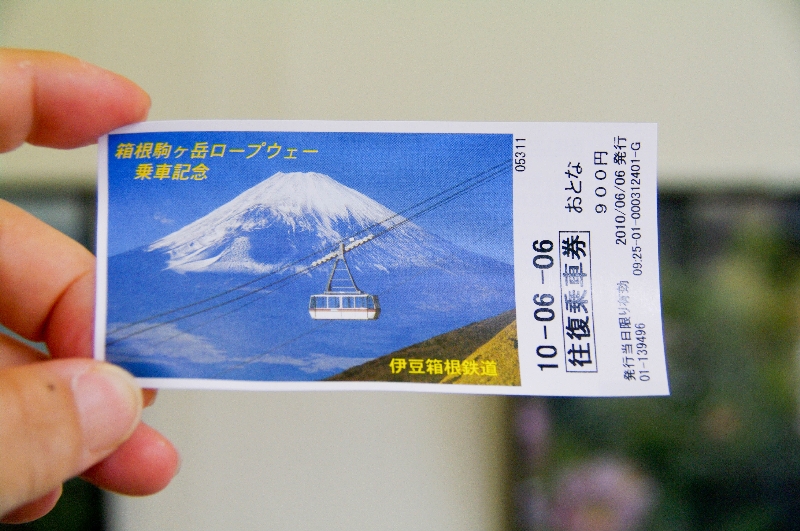 箱根駒ヶ岳ロープウェー
乗車記念
伊豆箱根鉄道
05311
10-06-06
往復乗車券
おとな
900円
2010/06/06 発行
09:25-01-000312401-G
発行当日限り有効
01-139496